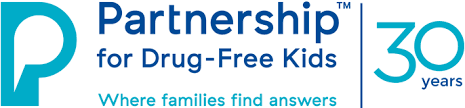 Partnership™
for Drug-Free Kids
Where families find answers
30
years